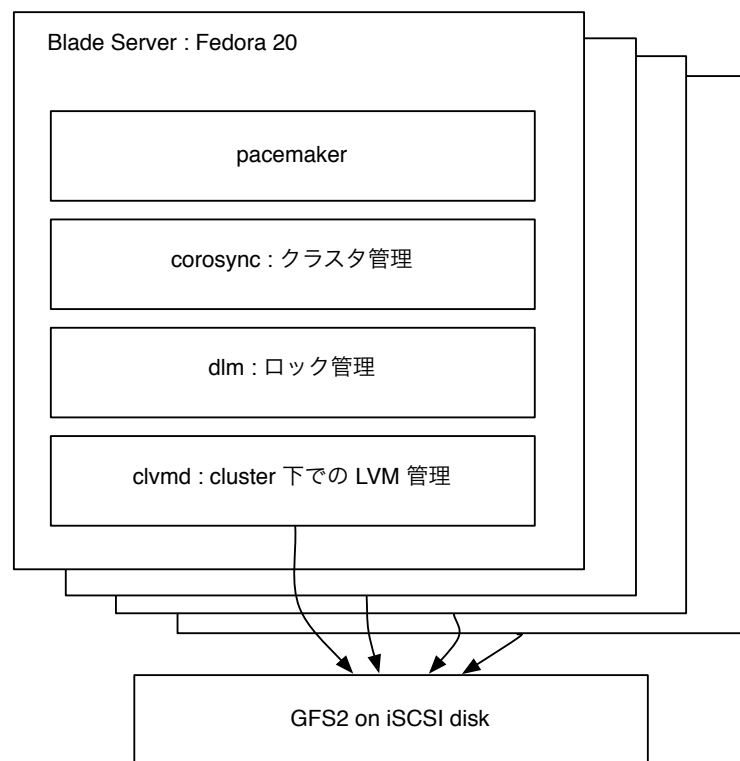 Blade Server : Fedora 20
pacemaker
corosync : クラスタ管理
dlm : ロック管理
clvmd : cluster 下での LVM 管理
GFS2 on iSCSI disk